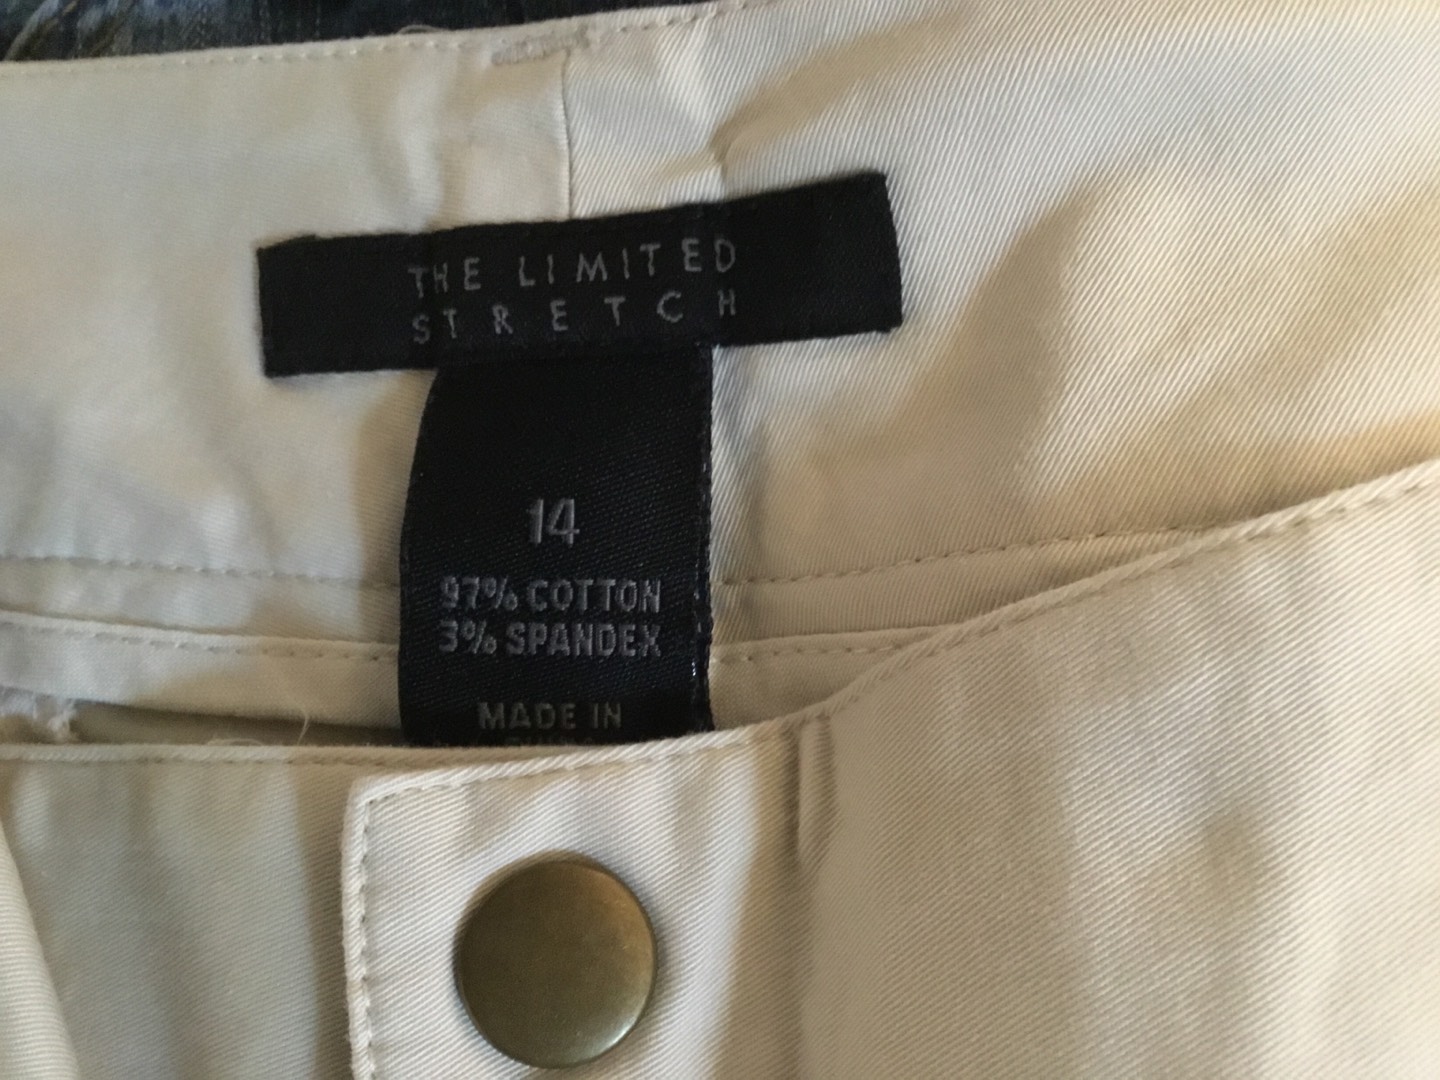 THE LIMITED
STRETCH
14
97% COTTON
3% SPANDEX
MADE IN